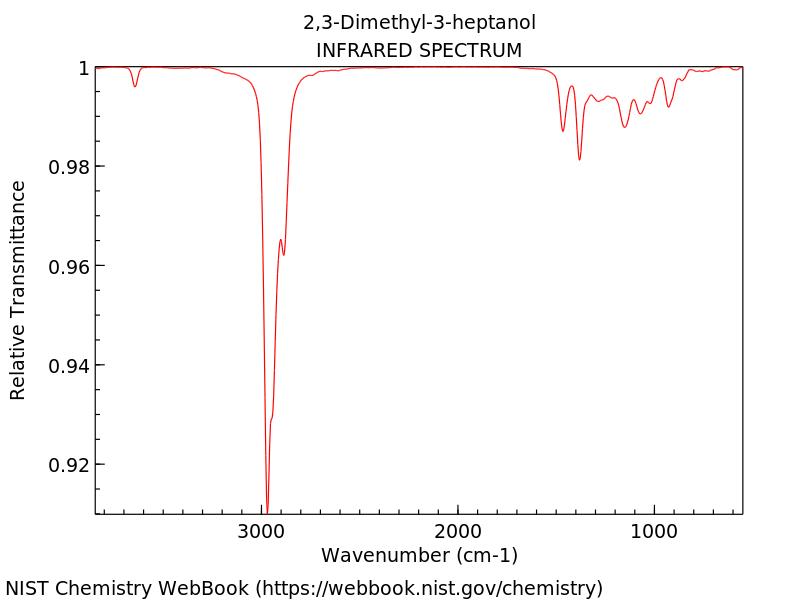 2,3-Dimethyl-3-heptanol
INFRARED SPECTRUM
1
0.98
0.96
0.94
0.92
Relative Transmittance
3000 2000 1000
Wavenumber (cm-1)
NIST Chemistry WebBook (https://webbook.nist.gov/chemistry)